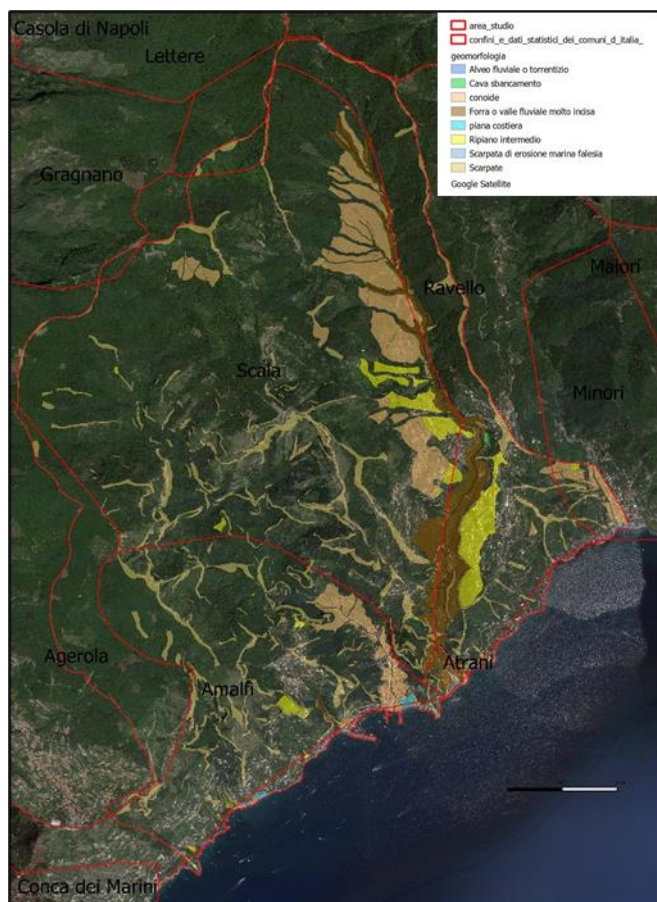 Casola di Napoli
Lettere
Gragnano
Ravello
Maiori
Scala
Minori
Agerola
Amalfi
Atrani
Conca dei Marini
area_studio
confini_e_dati_statistici_dei_comuni_d_italia_
geomorfologia
Alveo fluviale o torrentizio
Cava sbancamento
conoide
Forra o valle fluviale molto incisa
piana costiera
Ripiano intermedio
Scarpata di erosione marina falesia
Scarpate
Google Satellite